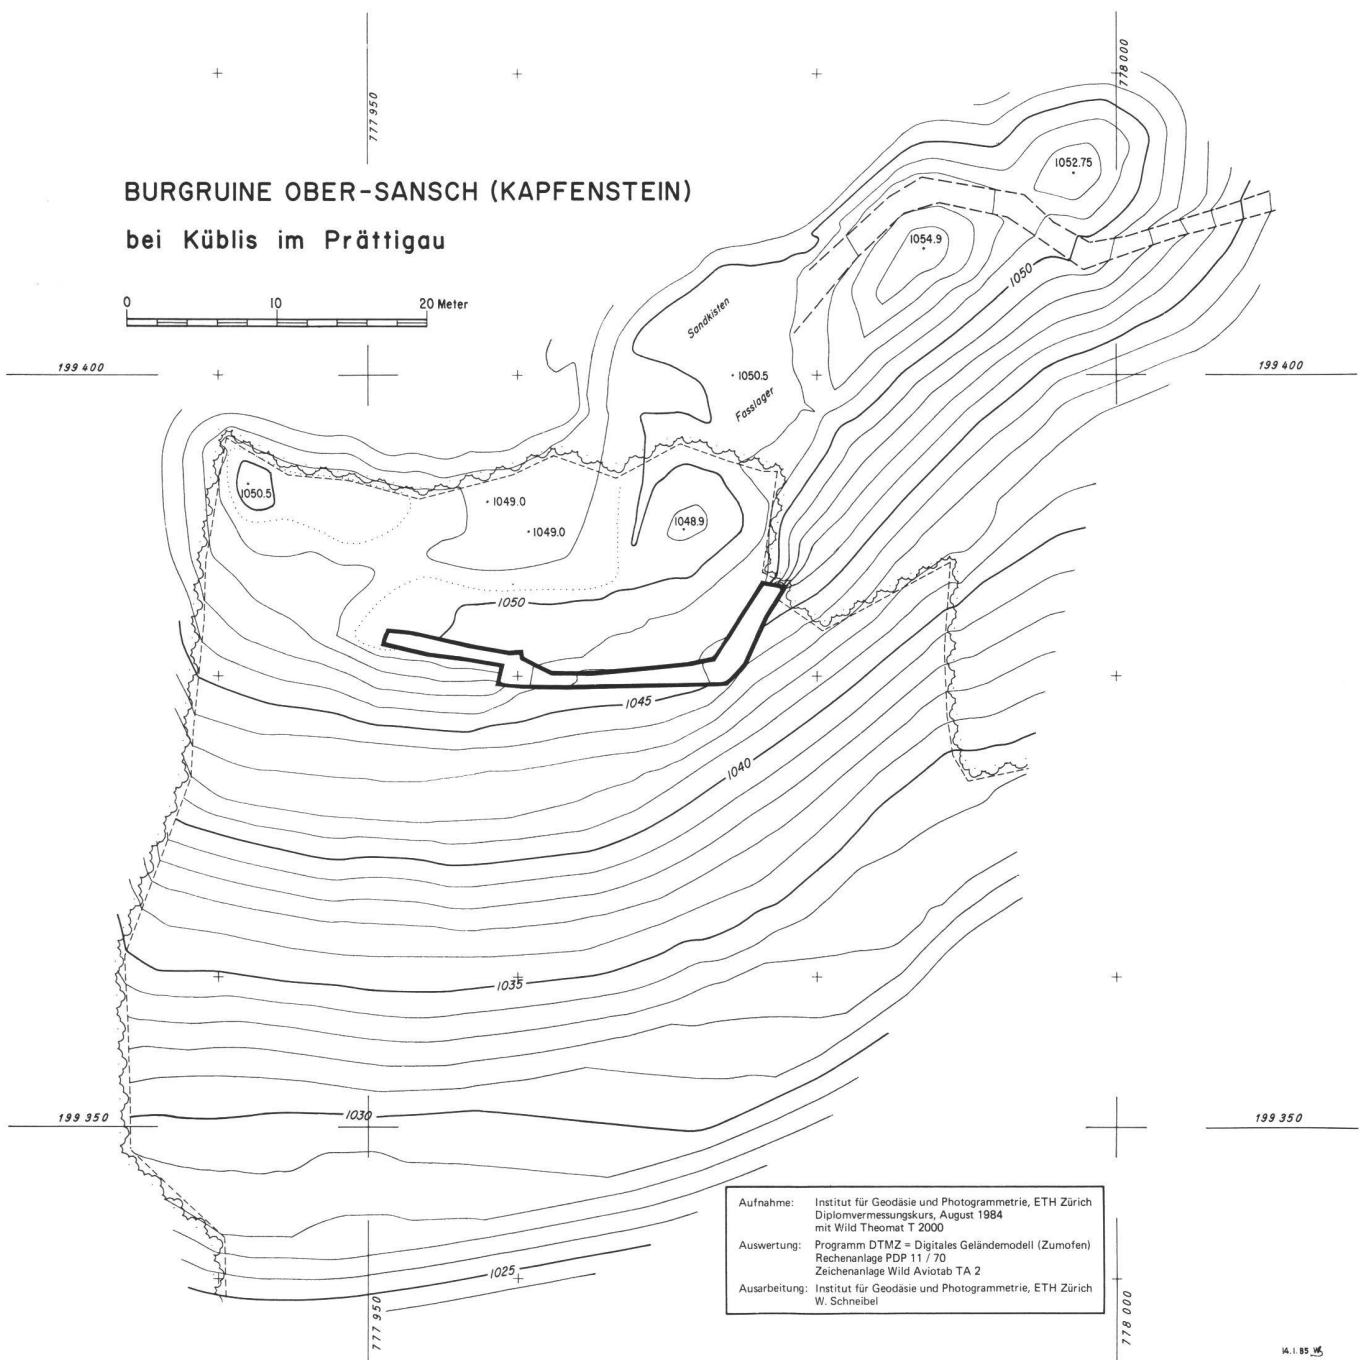 778 000
777 950
1052.75
BURGRUINE OBER-SANSCH (KAPFENSTEIN)
bei Küblis im Prättigau
1054.9
1050
0 10 20 Meter
Sandkisten
199 400
199 400
1050.5
Fasslager
1050.5
1049.0
1048.9
1049.0
1050
1045
1040
1035
199 350
1030
199 350
Aufnahme: Institut für Geodäsie und Photogrammetrie, ETH Zürich
Diplomvermessungskurs, August 1984
mit Wild Theomat T 2000
Auswertung: Programm DTMZ = Digitales Geländemodell (Zumofen)
Rechenanlage PDP 11 / 70
Zeichenanlage Wild Aviotab TA 2
Ausarbeitung: Institut für Geodäsie und Photogrammetrie, ETH Zürich
W. Schneibel
1025
777 950
778 000
14.1.85